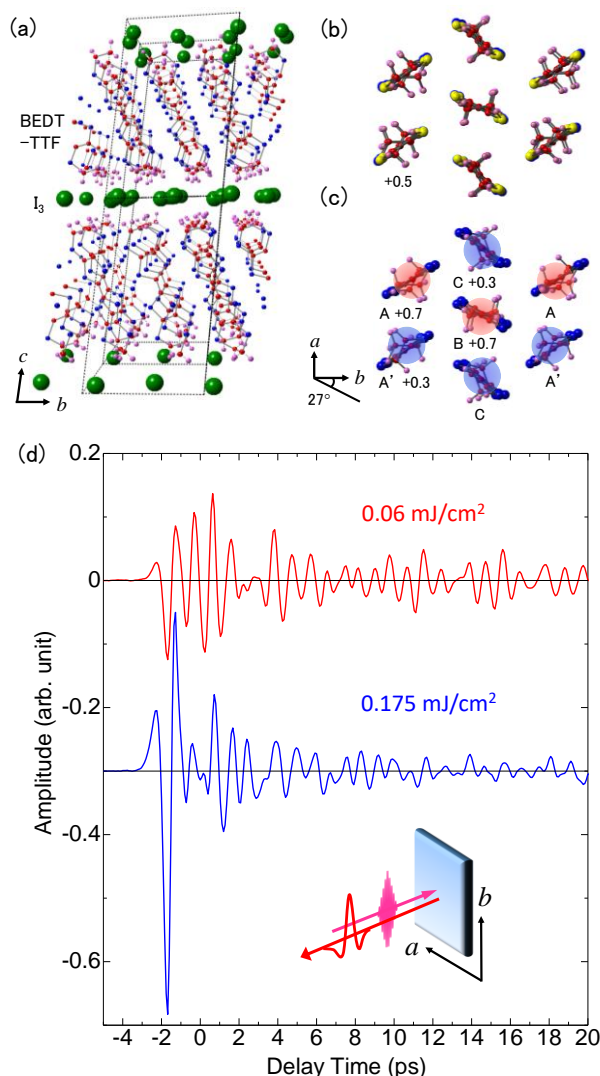 (a)
(b)
BEDT
-TTF
I3
+0.5
(c)
C +0.3
A +0.7
A
B +0.7
A' +0.3
A'
C
c
b
a
b
27°
(d)
0.2
0
-0.2
-0.4
-0.6
Amplitude (arb. unit)
0.06 mJ/cm²
0.175 mJ/cm²
b
a
-4 -2 0 2 4 6 8 10 12 14 16 18 20
Delay Time (ps)